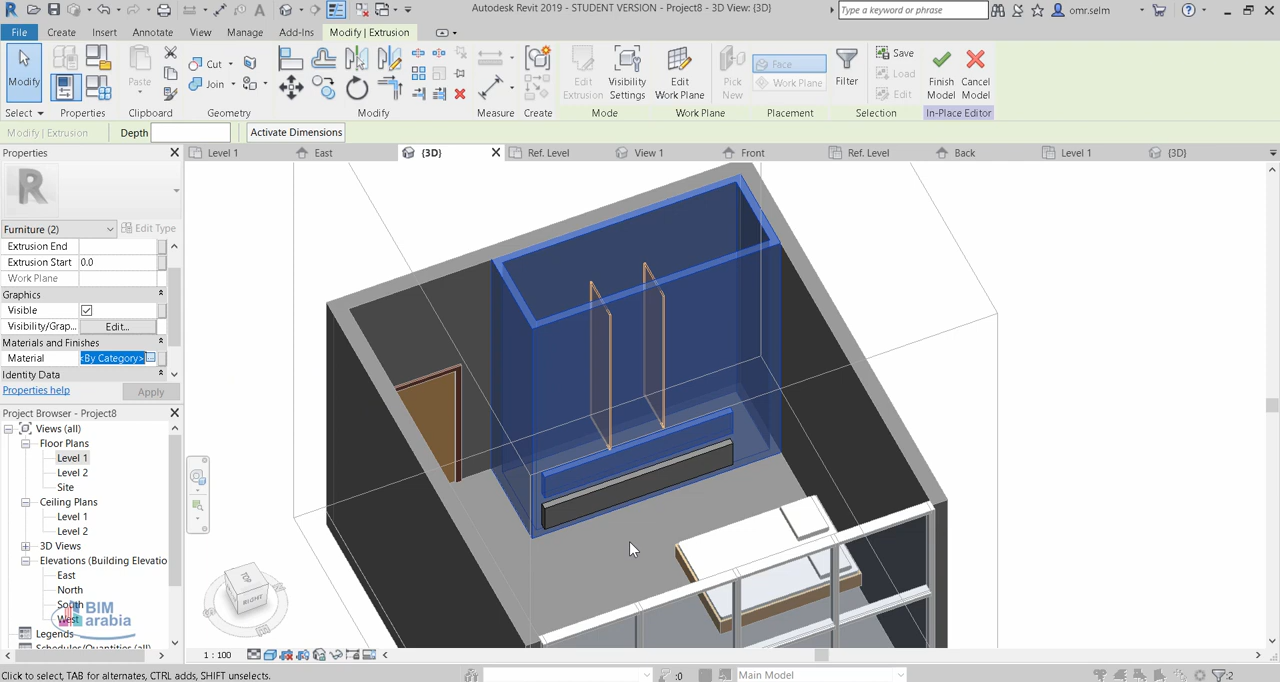 Autodesk Revit 2019 - STUDENT VERSION - Project8 - 3D View: {3D}
Type a keyword or phrase
omr.selm
File Create Insert Annotate View Manage Add-Ins Modify | Extrusion
Modify
Paste
Cut
Join
Edit Extrusion
Visibility Settings
Edit Work Plane
Pick New
Face
Work Plane
Filter
Save
Load
Edit
Finish Model
Cancel Model
Select Properties Clipboard Geometry Modify Measure Create Mode Work Plane Placement Selection In-Place Editor
Modify | Extrusion Depth Activate Dimensions
Properties
Level 1 East {3D} Ref. Level View 1 Front Ref. Level Back Level 1 {3D}
R
Furniture (2) Edit Type
Extrusion End
Extrusion Start 0.0
Work Plane
Graphics
Visible
Visibility/Grap... Edit...
Materials and Finishes
Material <By Category>
Identity Data
Properties help Apply
Project Browser - Project8
Views (all)
Floor Plans
Level 1
Level 2
Site
Ceiling Plans
Level 1
Level 2
3D Views
Elevations (Building Elevatio
East
North
South
West
BIM
arabia
Legends
Schedules/Quantities (all)
RIGHT
1 : 100
Click to select, TAB for alternates, CTRL adds, SHIFT unselects. :0 Main Model :2